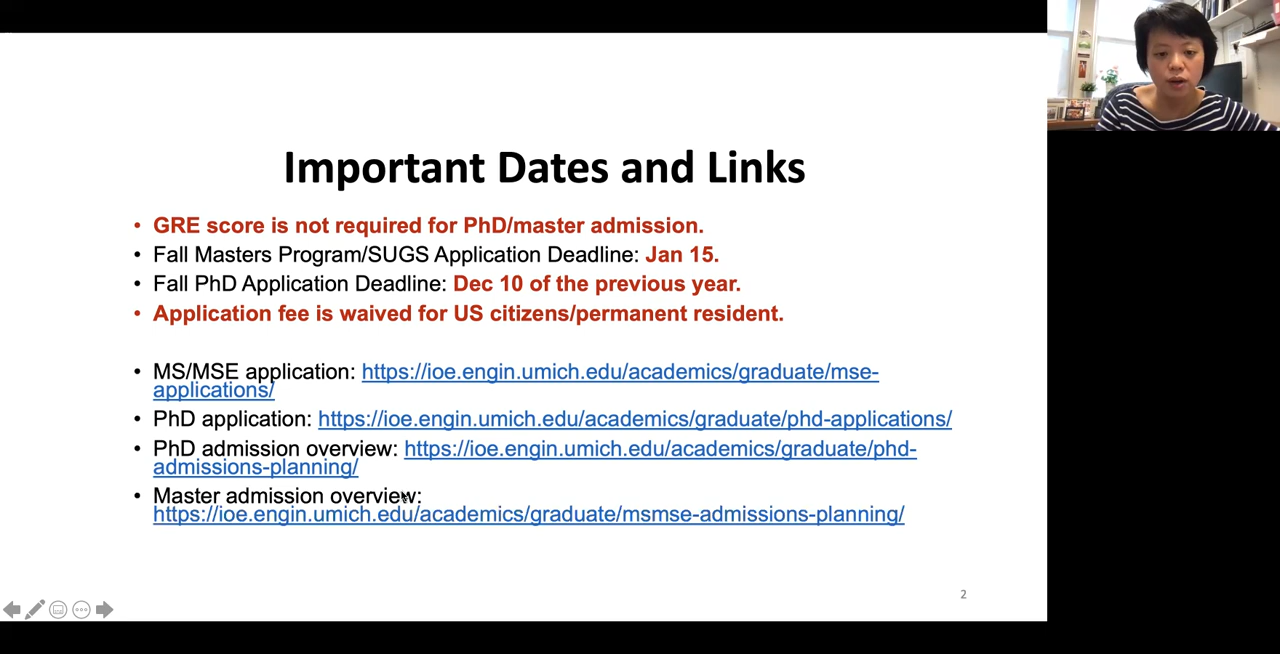 Important Dates and Links
• GRE score is not required for PhD/master admission.
• Fall Masters Program/SUGS Application Deadline: Jan 15.
• Fall PhD Application Deadline: Dec 10 of the previous year.
• Application fee is waived for US citizens/permanent resident.
• MS/MSE application: https://ioe.engin.umich.edu/academics/graduate/mse-
applications/
• PhD application: https://ioe.engin.umich.edu/academics/graduate/phd-applications/
• PhD admission overview: https://ioe.engin.umich.edu/academics/graduate/phd-
admissions-planning/
• Master admission overview:
https://ioe.engin.umich.edu/academics/graduate/msmse-admissions-planning/
2